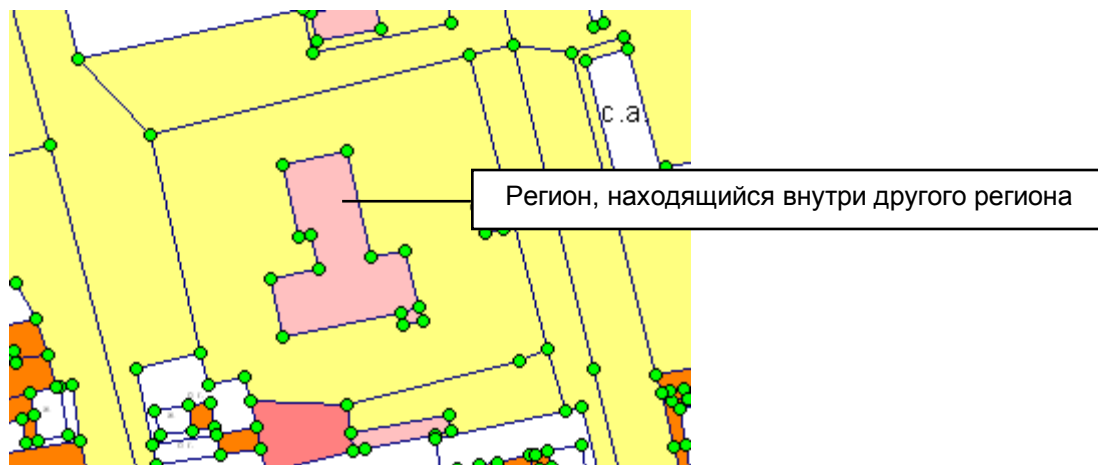 с.а.
Регион, находящийся внутри другого региона